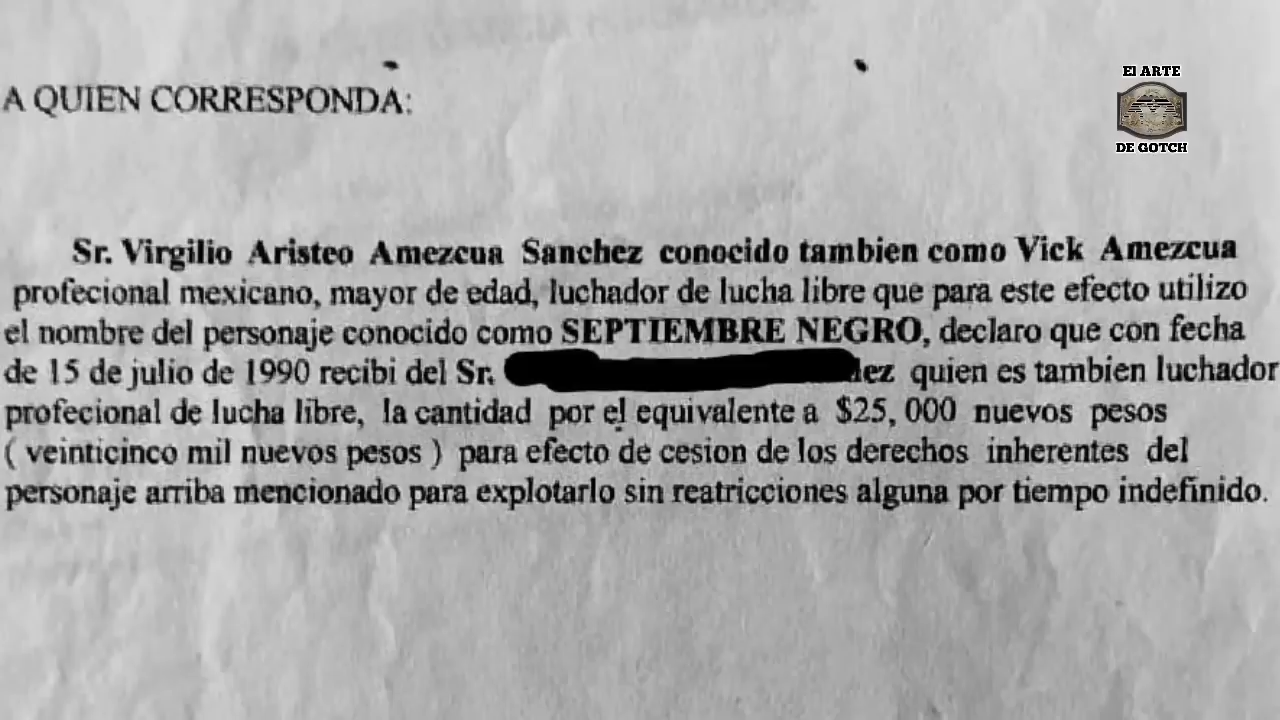 El ARTE
DE GOTCH
A QUIEN CORRESPONDA:
Sr. Virgilio Aristeo Amezcua Sanchez conocido tambien como Vick Amezcua
profecional mexicano, mayor de edad, luchador de lucha libre que para este efecto utilizo
el nombre del personaje conocido como SEPTIEMBRE NEGRO, declaro que con fecha
de 15 de julio de 1990 recibi del Sr. ez quien es tambien luchador
profecional de lucha libre, la cantidad por el equivalente a $25, 000 nuevos pesos
( veinticinco mil nuevos pesos ) para efecto de cesion de los derechos inherentes del
personaje arriba mencionado para explotarlo sin reatricciones alguna por tiempo indefinido.